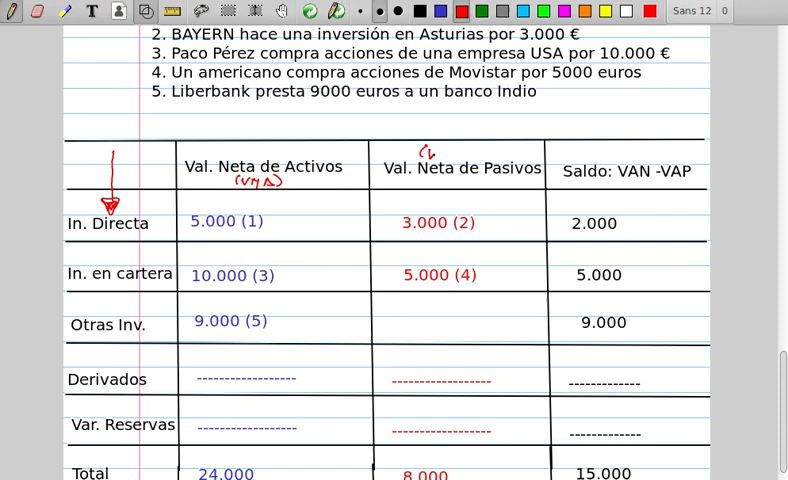 Sans 12 0
2. BAYERN hace una inversión en Asturias por 3.000 €
3. Paco Pérez compra acciones de una empresa USA por 10.000 €
4. Un americano compra acciones de Movistar por 5000 euros
5. Liberbank presta 9000 euros a un banco Indio
Val. Neta de Activos Val. Neta de Pasivos Saldo: VAN -VAP
(VNA)
In. Directa 5.000 (1) 3.000 (2) 2.000
In. en cartera 10.000 (3) 5.000 (4) 5.000
Otras Inv. 9.000 (5) 9.000
Derivados ------------------ ------------------ -------------
Var. Reservas ------------------ ------------------ -------------
Total 24.000 8.000 15.000